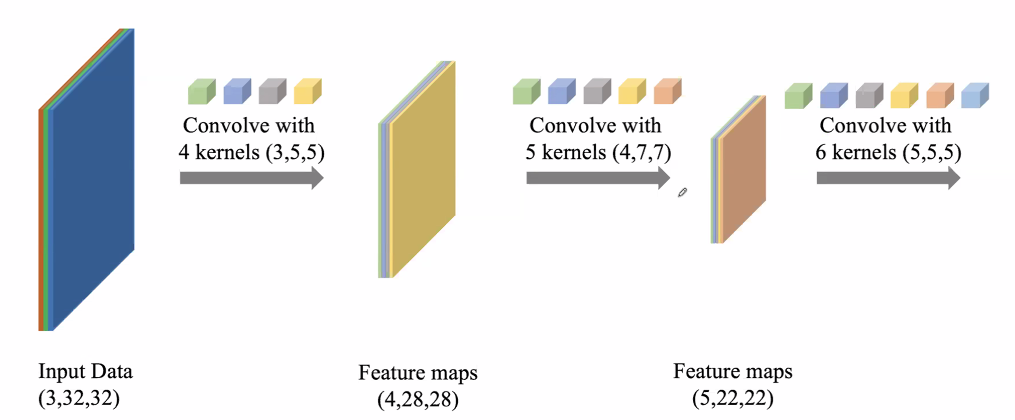 Convolve with
4 kernels (3,5,5)
Convolve with
5 kernels (4,7,7)
Convolve with
6 kernels (5,5,5)
Input Data
(3,32,32)
Feature maps
(4,28,28)
Feature maps
(5,22,22)